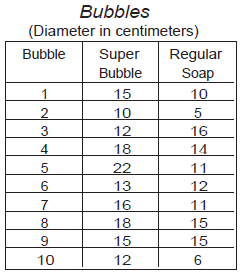 Bubbles
(Diameter in centimeters)
Bubble Super Bubble Regular Soap
1 15 10
2 10 5
3 12 16
4 18 14
5 22 11
6 13 12
7 16 11
8 18 15
9 15 15
10 12 6